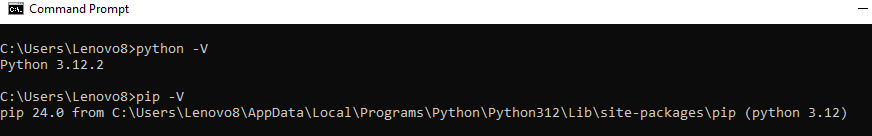 Command Prompt
C:\Users\Lenovo8>python -V
Python 3.12.2
C:\Users\Lenovo8>pip -V
pip 24.0 from C:\Users\Lenovo8\AppData\Local\Programs\Python\Python312\Lib\site-packages\pip (python 3.12)